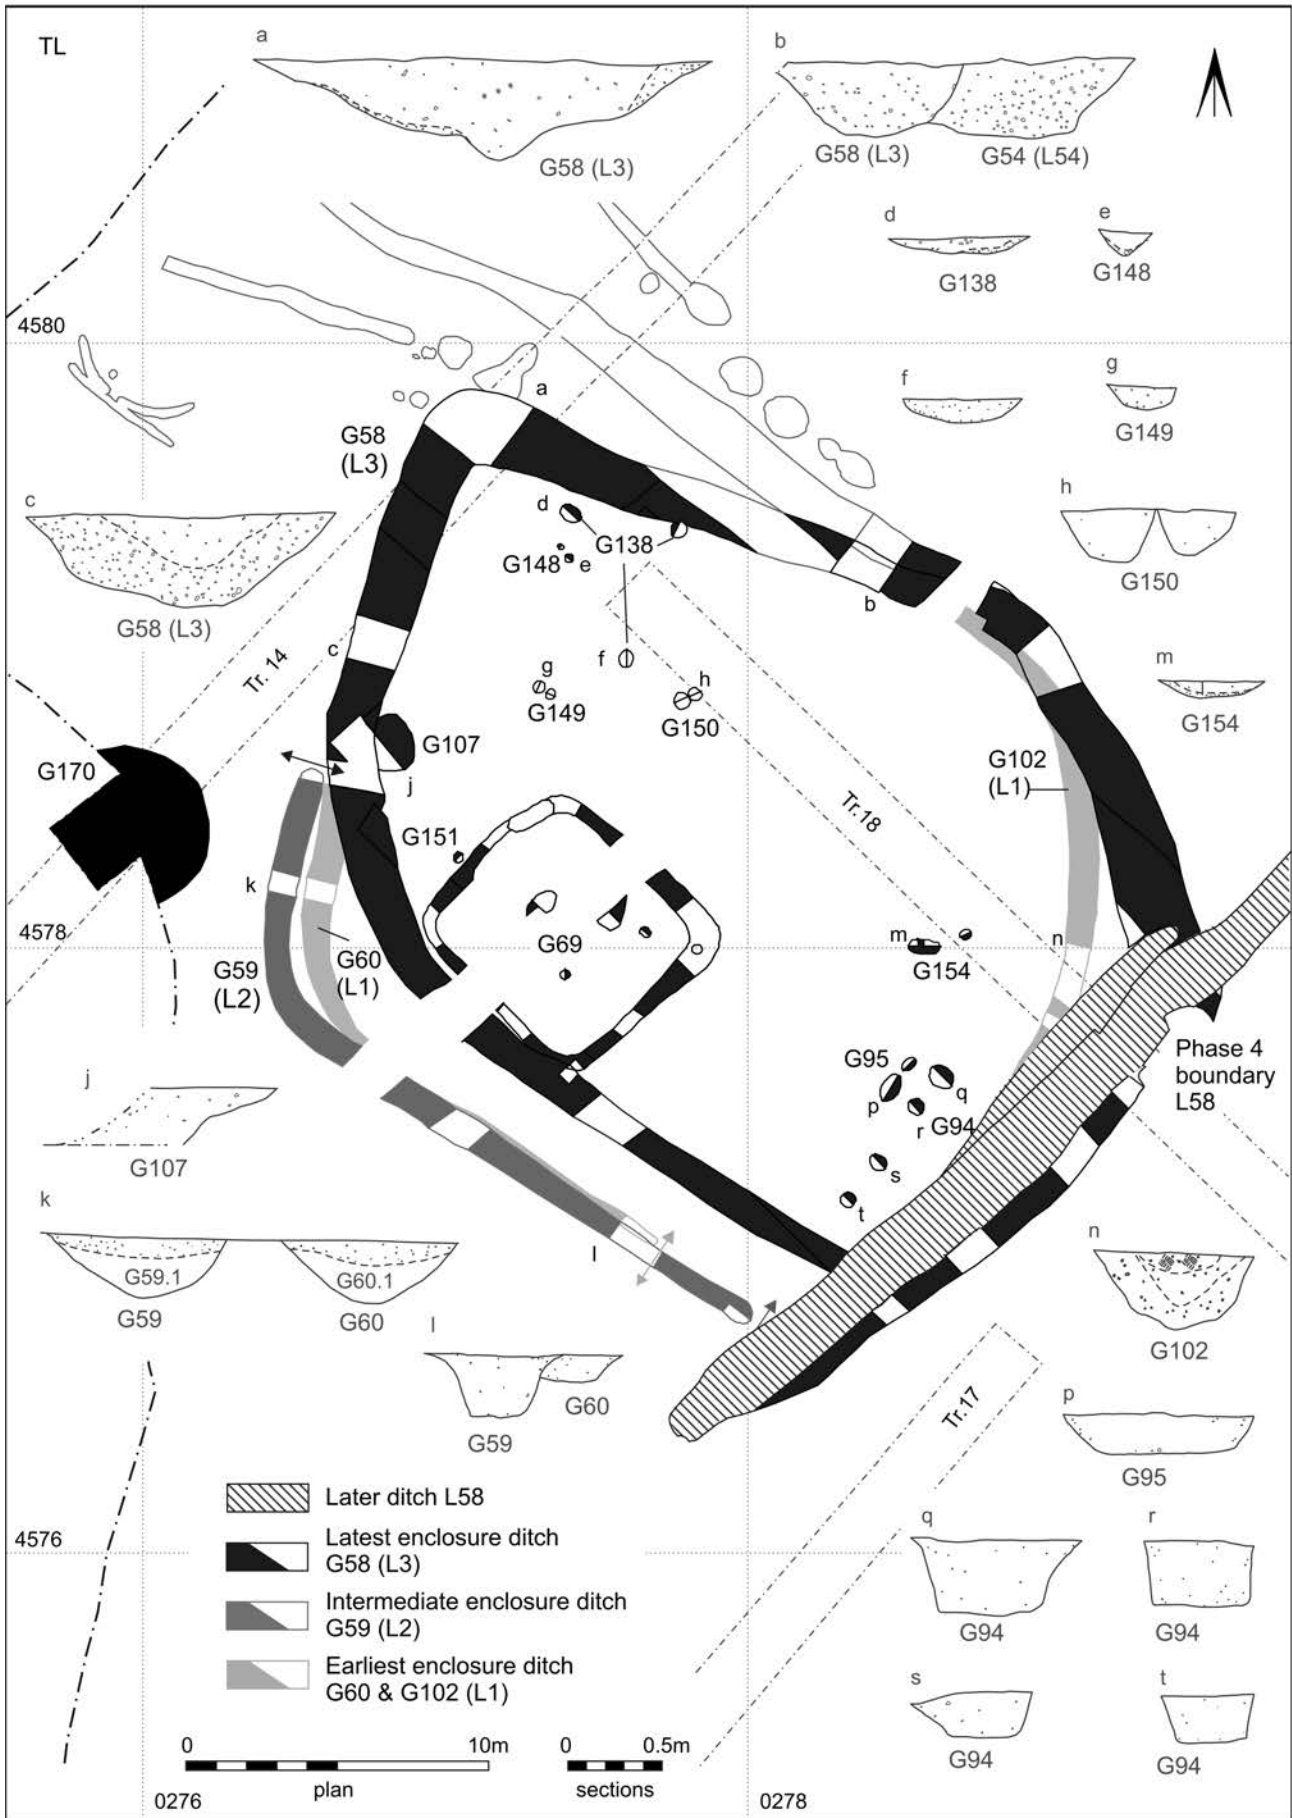 TL
a
G58 (L3)
b
G58 (L3)
G54 (L54)
d
G138
e
G148
4580
f
g
G149
a
G58
(L3)
c
G58 (L3)
h
G150
d
G138
G148
e
b
m
G154
c
Tr.14
f
g
G149
h
G150
G170
G107
j
G102
(L1)
Tr.18
G151
k
4578
G69
m
G154
n
G59
(L2)
G60
(L1)
G95
p
q
r
G94
s
t
Phase 4
boundary
L58
j
G107
k
G59.1
G60.1
G59
G60
l
l
G59
G60
n
G102
Tr.17
p
G95
4576
Later ditch L58
Latest enclosure ditch
G58 (L3)
Intermediate enclosure ditch
G59 (L2)
Earliest enclosure ditch
G60 & G102 (L1)
q
G94
r
G94
s
G94
t
G94
0
10m
plan
0
0.5m
sections
0276
0278